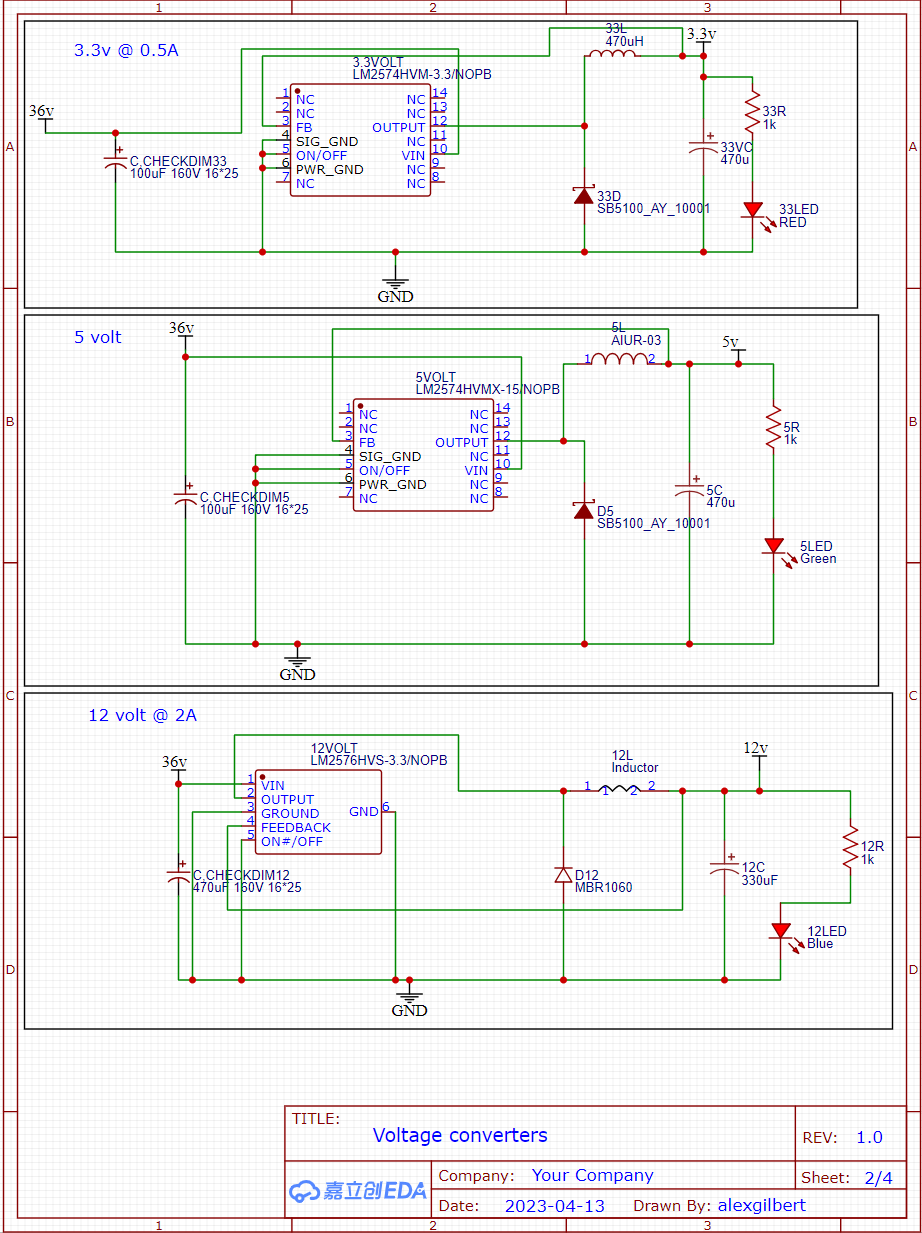 1 2 3
3.3v @ 0.5A
33L
470uH
3.3v
3.3VOLT
LM2574HVM-3.3/NOPB
36v
1 NC NC 14
2 NC NC 13
3 FB OUTPUT 12
4 SIG_GND NC 11
5 ON/OFF VIN 10
6 PWR_GND NC 9
7 NC NC 8
33R
1k
A A
C_CHECKDIM33
100uF 160V 16*25
33VC
470u
33D
SB5100_AY_10001
33LED
RED
GND
5 volt
36v
5L
AIUR-03
1 2
5v
5VOLT
LM2574HVMX-15/NOPB
1 NC NC 14
2 NC NC 13
3 FB OUTPUT 12
4 SIG_GND NC 11
5 ON/OFF VIN 10
6 PWR_GND NC 9
7 NC NC 8
B B
5R
1k
C_CHECKDIM5
100uF 160V 16*25
5C
470u
D5
SB5100_AY_10001
5LED
Green
GND
C C
12 volt @ 2A
36v
12VOLT
LM2576HVS-3.3/NOPB
12L
Inductor
12v
1 VIN
2 OUTPUT
3 GROUND GND 6
4 FEEDBACK
5 ON#/OFF
1 1 2 2
12R
1k
C_CHECKDIM12
470uF 160V 16*25
D12
MBR1060
12C
330uF
12LED
Blue
D D
GND
TITLE:
Voltage converters
REV: 1.0
嘉立创EDA
Company: Your Company
Sheet: 2/4
Date: 2023-04-13 Drawn By: alexgilbert
1 2 3